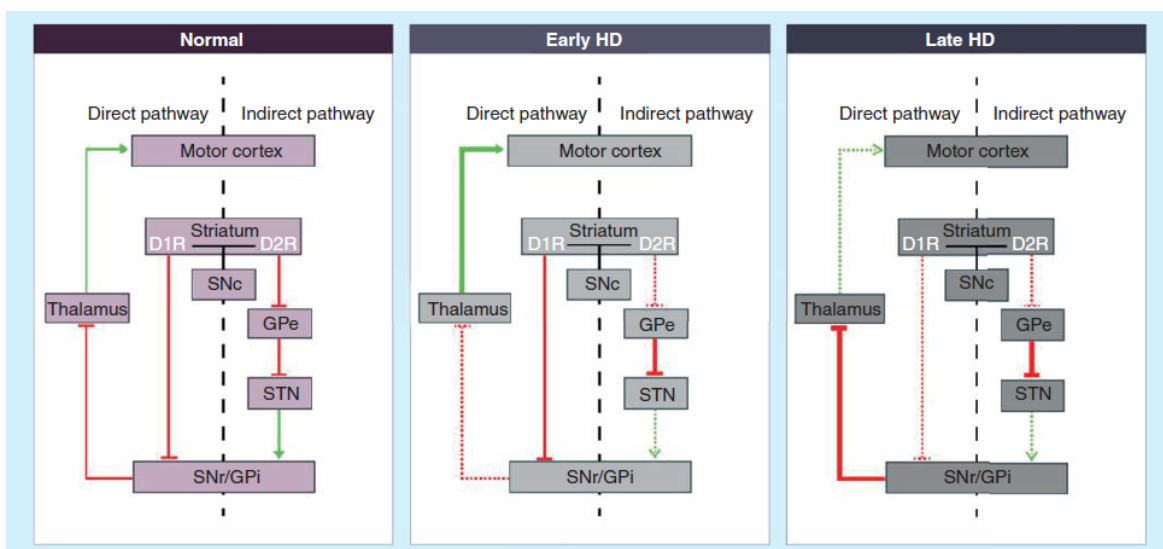 Normal
Direct pathway Indirect pathway
Motor cortex
Striatum
D1R D2R
SNc
Thalamus
GPe
STN
SNr/GPi
Early HD
Direct pathway Indirect pathway
Motor cortex
Striatum
D1R D2R
SNc
Thalamus
GPe
STN
SNr/GPi
Late HD
Direct pathway Indirect pathway
Motor cortex
Striatum
D1R D2R
SNc
Thalamus
GPe
STN
SNr/GPi